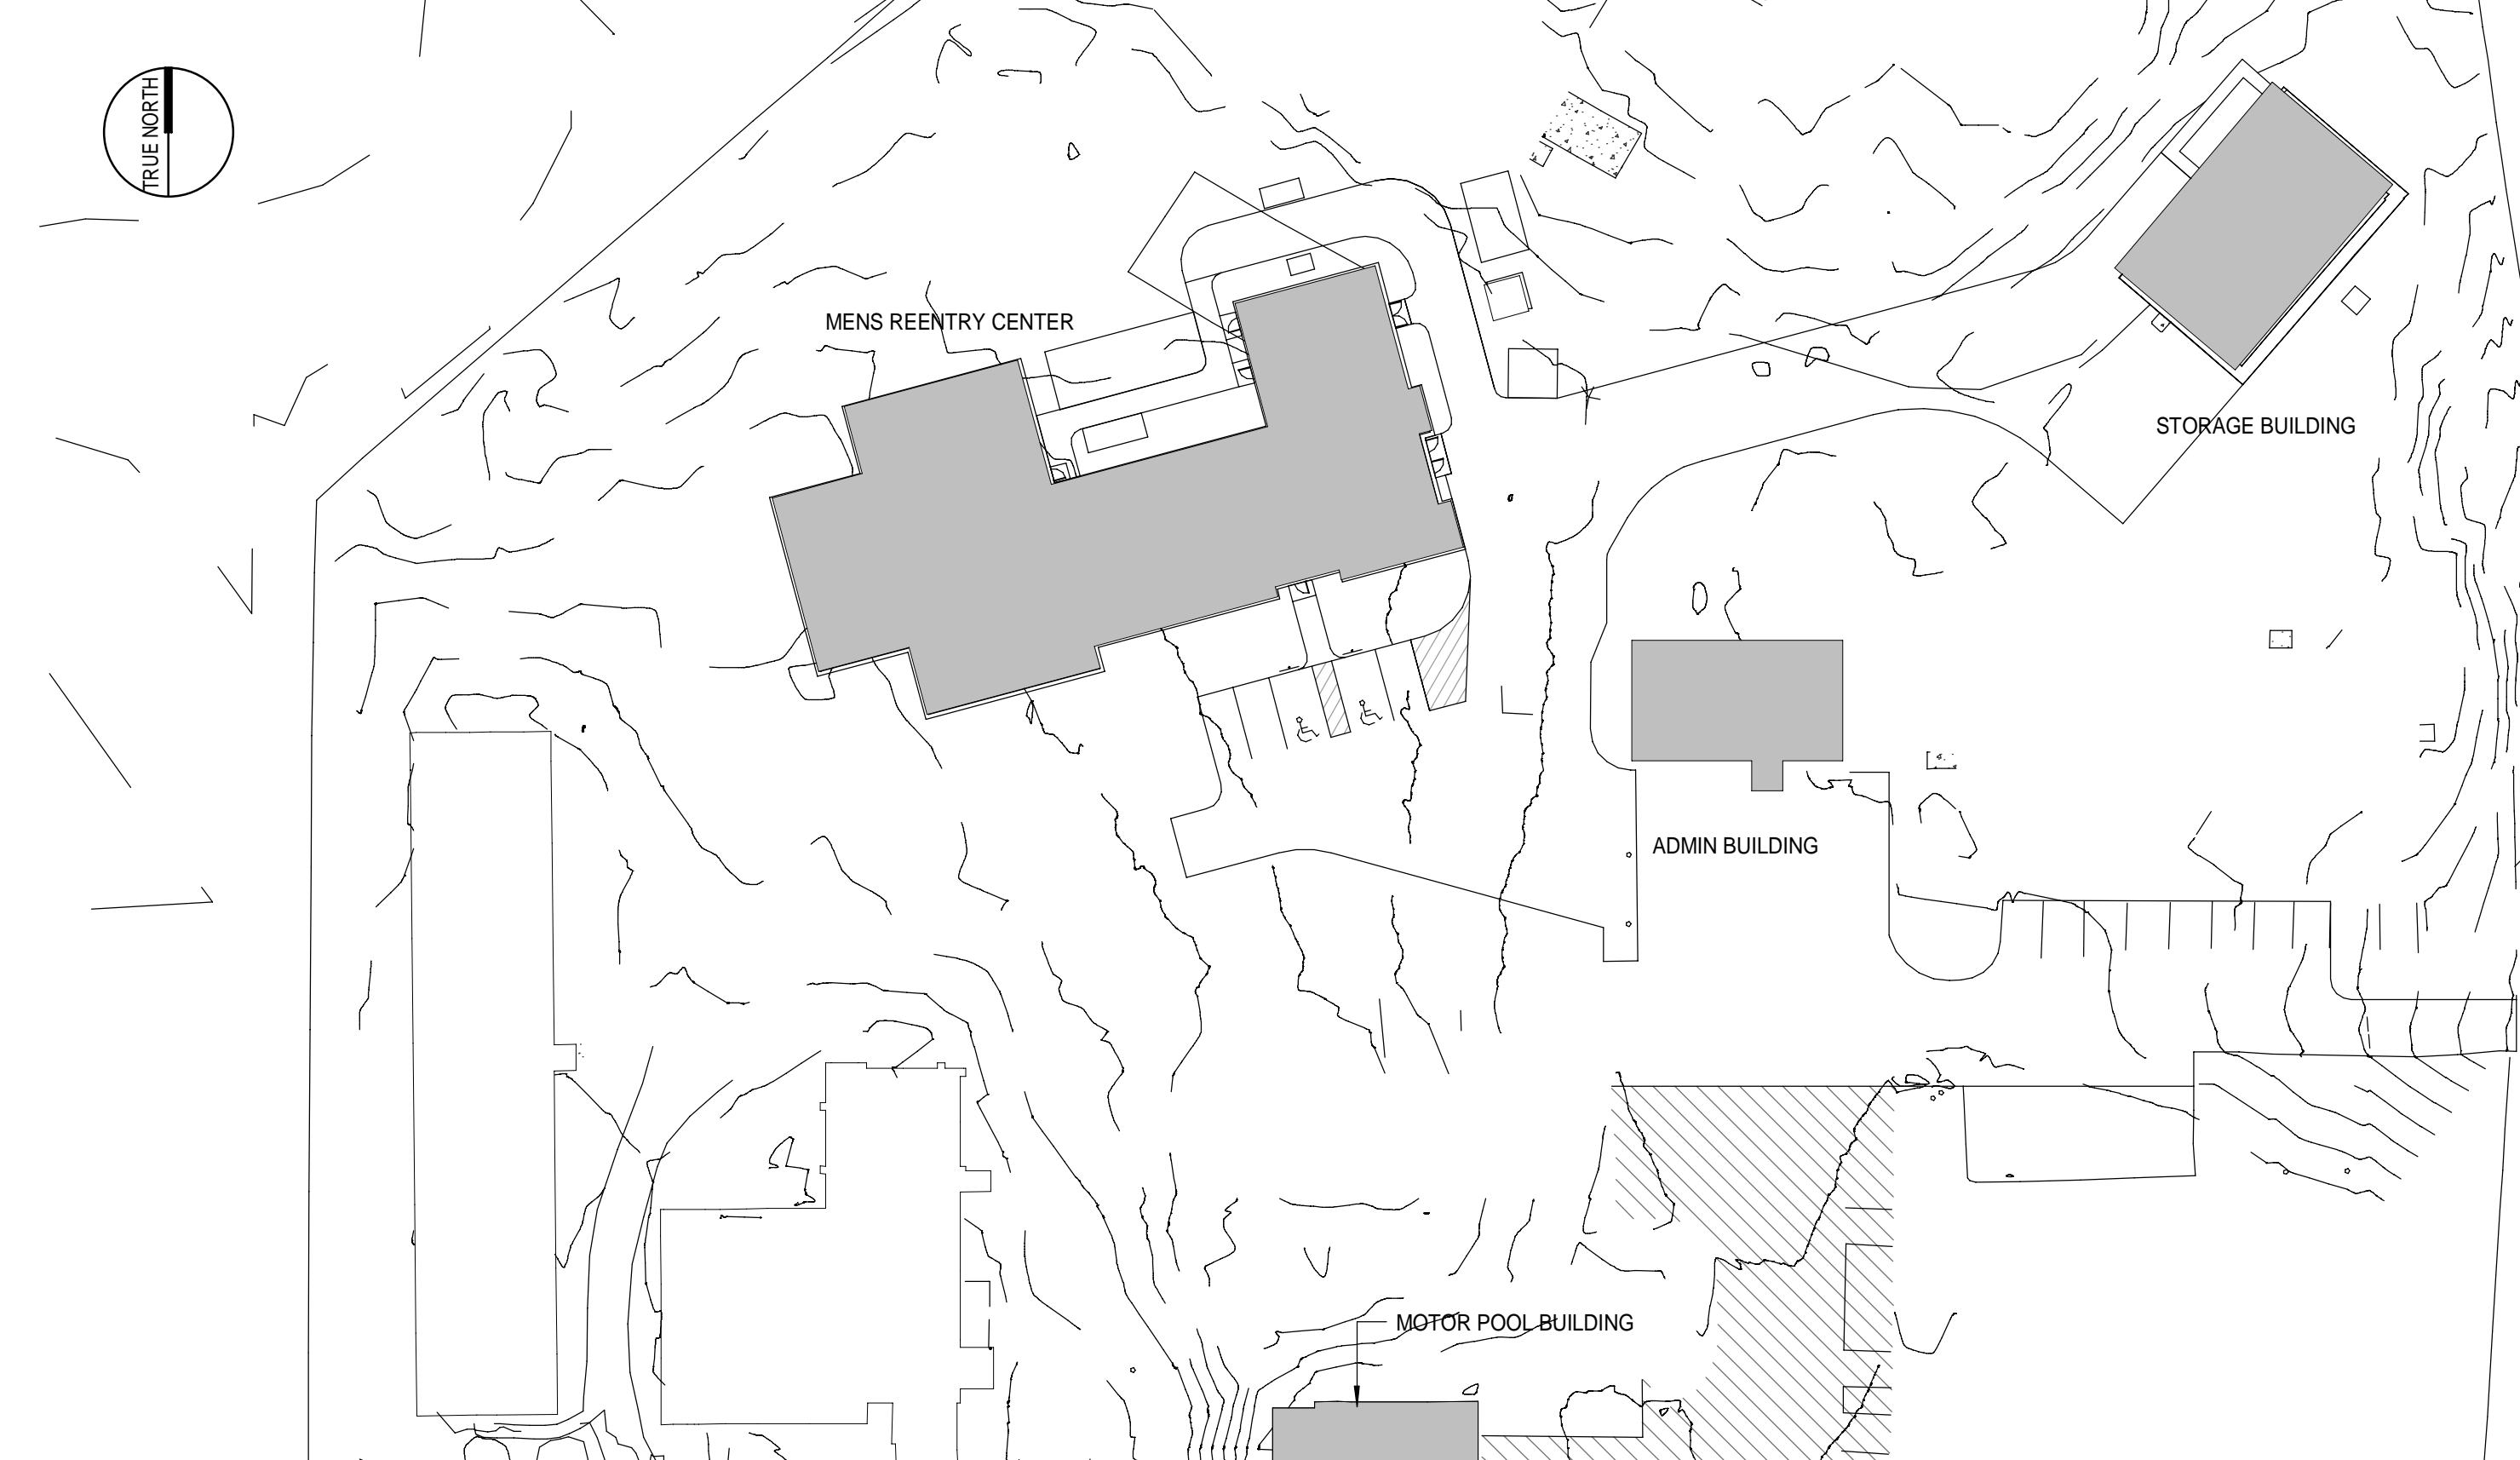 TRUE NORTH
MENS REENTRY CENTER
STORAGE BUILDING
ADMIN BUILDING
MOTOR POOL BUILDING